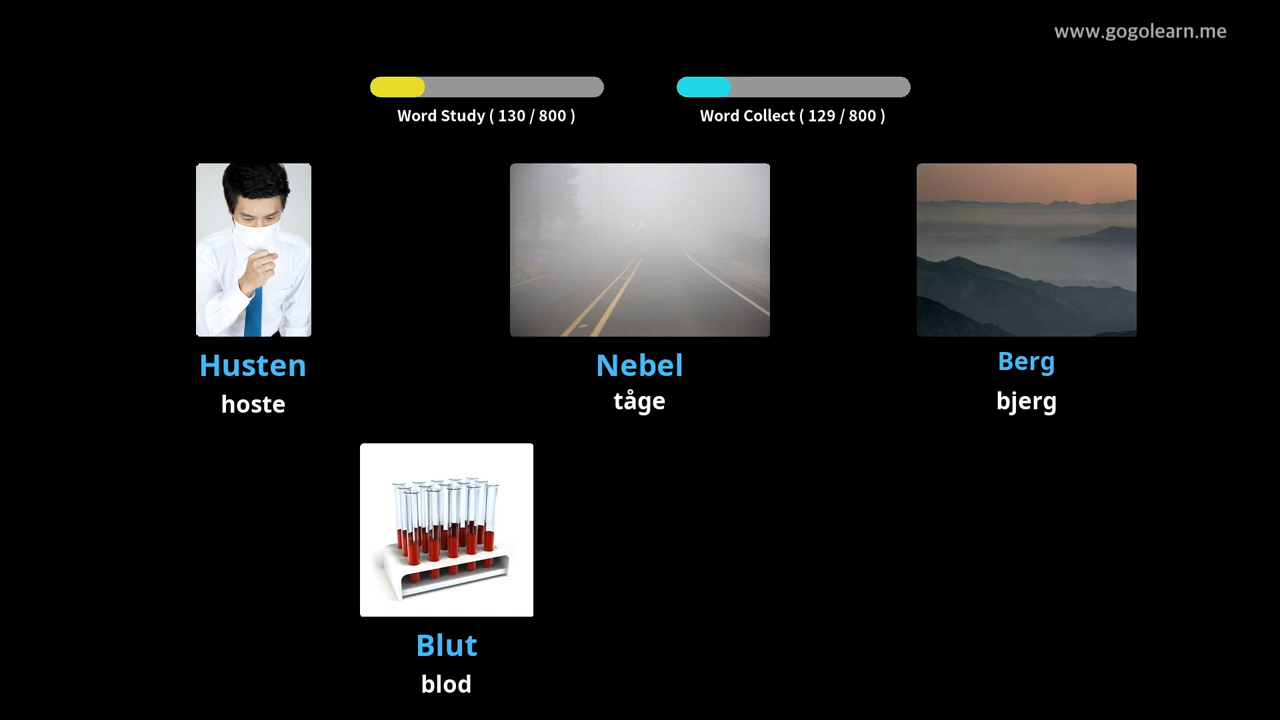 www.gogolearn.me
Word Study ( 130 / 800 )
Word Collect ( 129 / 800 )
Husten
hoste
Nebel
tåge
Berg
bjerg
Blut
blod